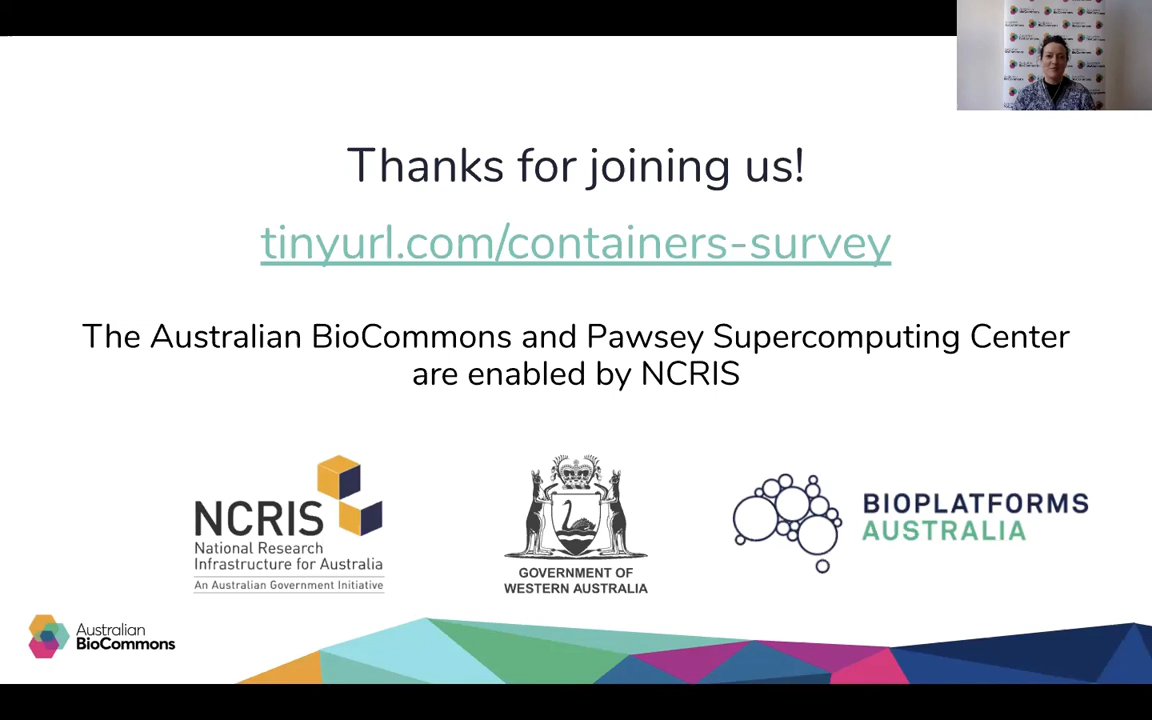 Thanks for joining us!
tinyurl.com/containers-survey
The Australian BioCommons and Pawsey Supercomputing Center
are enabled by NCRIS
NCRIS
National Research
Infrastructure for Australia
An Australian Government Initiative
GOVERNMENT OF
WESTERN AUSTRALIA
BIOPLATFORMS
AUSTRALIA
Australian
BioCommons